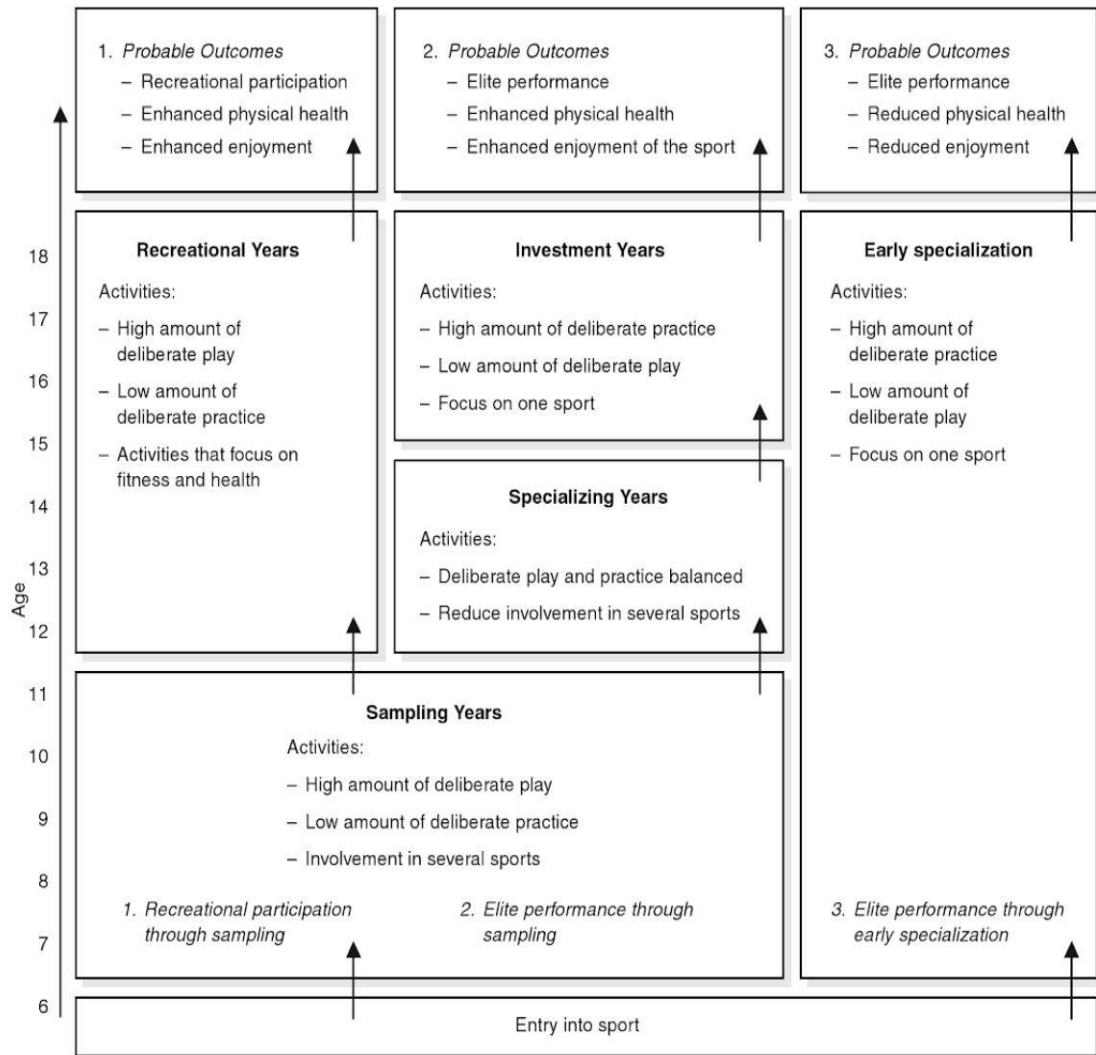 1. Probable Outcomes
– Recreational participation
– Enhanced physical health
– Enhanced enjoyment
2. Probable Outcomes
– Elite performance
– Enhanced physical health
– Enhanced enjoyment of the sport
3. Probable Outcomes
– Elite performance
– Reduced physical health
– Reduced enjoyment
Recreational Years
Activities:
– High amount of
deliberate play
– Low amount of
deliberate practice
– Activities that focus on
fitness and health
Investment Years
Activities:
– High amount of deliberate practice
– Low amount of deliberate play
– Focus on one sport
Early specialization
Activities:
– High amount of
deliberate practice
– Low amount of
deliberate play
– Focus on one sport
Specializing Years
Activities:
– Deliberate play and practice balanced
– Reduce involvement in several sports
Sampling Years
Activities:
– High amount of deliberate play
– Low amount of deliberate practice
– Involvement in several sports
1. Recreational participation
through sampling
2. Elite performance through
sampling
3. Elite performance through
early specialization
Entry into sport
Age
18
17
16
15
14
13
12
11
10
9
8
7
6